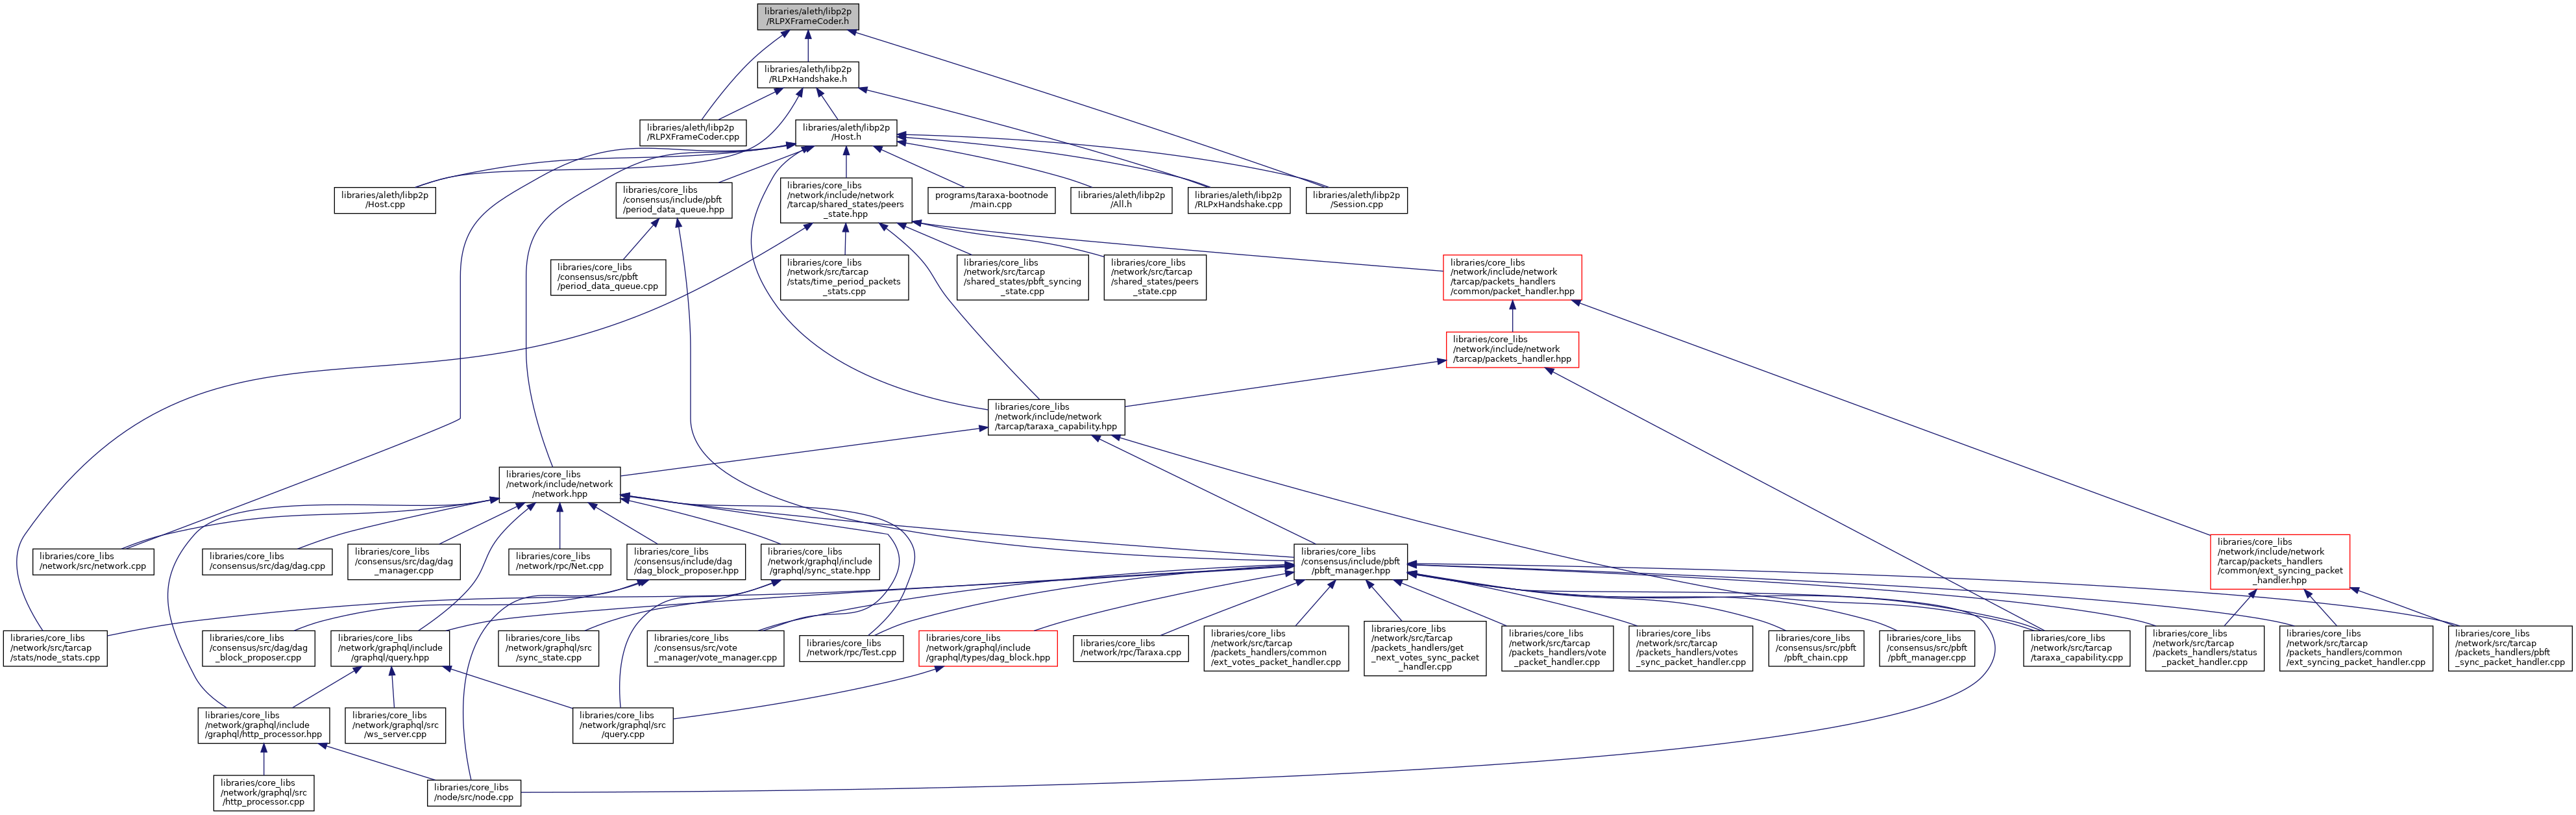 libraries/aleth/libp2p
/RLPXFrameCoder.h
libraries/aleth/libp2p
/RLPxHandshake.h
libraries/aleth/libp2p
/RLPXFrameCoder.cpp
libraries/aleth/libp2p
/Host.h
libraries/aleth/libp2p
/Host.cpp
libraries/core_libs
/consensus/include/pbft
/period_data_queue.hpp
libraries/core_libs
/network/include/network
/tarcap/shared_states/peers
_state.hpp
programs/taraxa-bootnode
/main.cpp
libraries/aleth/libp2p
/All.h
libraries/aleth/libp2p
/RLPxHandshake.cpp
libraries/aleth/libp2p
/Session.cpp
libraries/core_libs
/consensus/src/pbft
/period_data_queue.cpp
libraries/core_libs
/network/src/tarcap
/stats/time_period_packets
_stats.cpp
libraries/core_libs
/network/src/tarcap
/shared_states/pbft_syncing
_state.cpp
libraries/core_libs
/network/src/tarcap
/shared_states/peers
_state.cpp
libraries/core_libs
/network/include/network
/tarcap/packets_handlers
/common/packet_handler.hpp
libraries/core_libs
/network/include/network
/tarcap/packets_handler.hpp
libraries/core_libs
/network/include/network
/tarcap/taraxa_capability.hpp
libraries/core_libs
/network/include/network
/network.hpp
libraries/core_libs
/network/src/network.cpp
libraries/core_libs
/consensus/src/dag/dag.cpp
libraries/core_libs
/consensus/src/dag/dag
_manager.cpp
libraries/core_libs
/network/rpc/Net.cpp
libraries/core_libs
/consensus/include/dag
/dag_block_proposer.hpp
libraries/core_libs
/network/graphql/include
/graphql/sync_state.hpp
libraries/core_libs
/consensus/include/pbft
/pbft_manager.hpp
libraries/core_libs
/network/include/network
/tarcap/packets_handlers
/common/ext_syncing_packet
_handler.hpp
libraries/core_libs
/network/src/tarcap
/stats/node_stats.cpp
libraries/core_libs
/consensus/src/dag/dag
_block_proposer.cpp
libraries/core_libs
/network/graphql/include
/graphql/query.hpp
libraries/core_libs
/network/graphql/src
/sync_state.cpp
libraries/core_libs
/consensus/src/vote
_manager/vote_manager.cpp
libraries/core_libs
/network/rpc/Test.cpp
libraries/core_libs
/network/graphql/include
/graphql/types/dag_block.hpp
libraries/core_libs
/network/rpc/Taraxa.cpp
libraries/core_libs
/network/src/tarcap
/packets_handlers/common
/ext_votes_packet_handler.cpp
libraries/core_libs
/network/src/tarcap
/packets_handlers/get
_next_votes_sync_packet
_handler.cpp
libraries/core_libs
/network/src/tarcap
/packets_handlers/vote
_packet_handler.cpp
libraries/core_libs
/network/src/tarcap
/packets_handlers/votes
_sync_packet_handler.cpp
libraries/core_libs
/consensus/src/pbft
/pbft_chain.cpp
libraries/core_libs
/consensus/src/pbft
/pbft_manager.cpp
libraries/core_libs
/network/src/tarcap
/taraxa_capability.cpp
libraries/core_libs
/network/src/tarcap
/packets_handlers/status
_packet_handler.cpp
libraries/core_libs
/network/src/tarcap
/packets_handlers/common
/ext_syncing_packet_handler.cpp
libraries/core_libs
/network/src/tarcap
/packets_handlers/pbft
_sync_packet_handler.cpp
libraries/core_libs
/network/graphql/include
/graphql/http_processor.hpp
libraries/core_libs
/network/graphql/src
/ws_server.cpp
libraries/core_libs
/network/graphql/src
/query.cpp
libraries/core_libs
/network/graphql/src
/http_processor.cpp
libraries/core_libs
/node/src/node.cpp